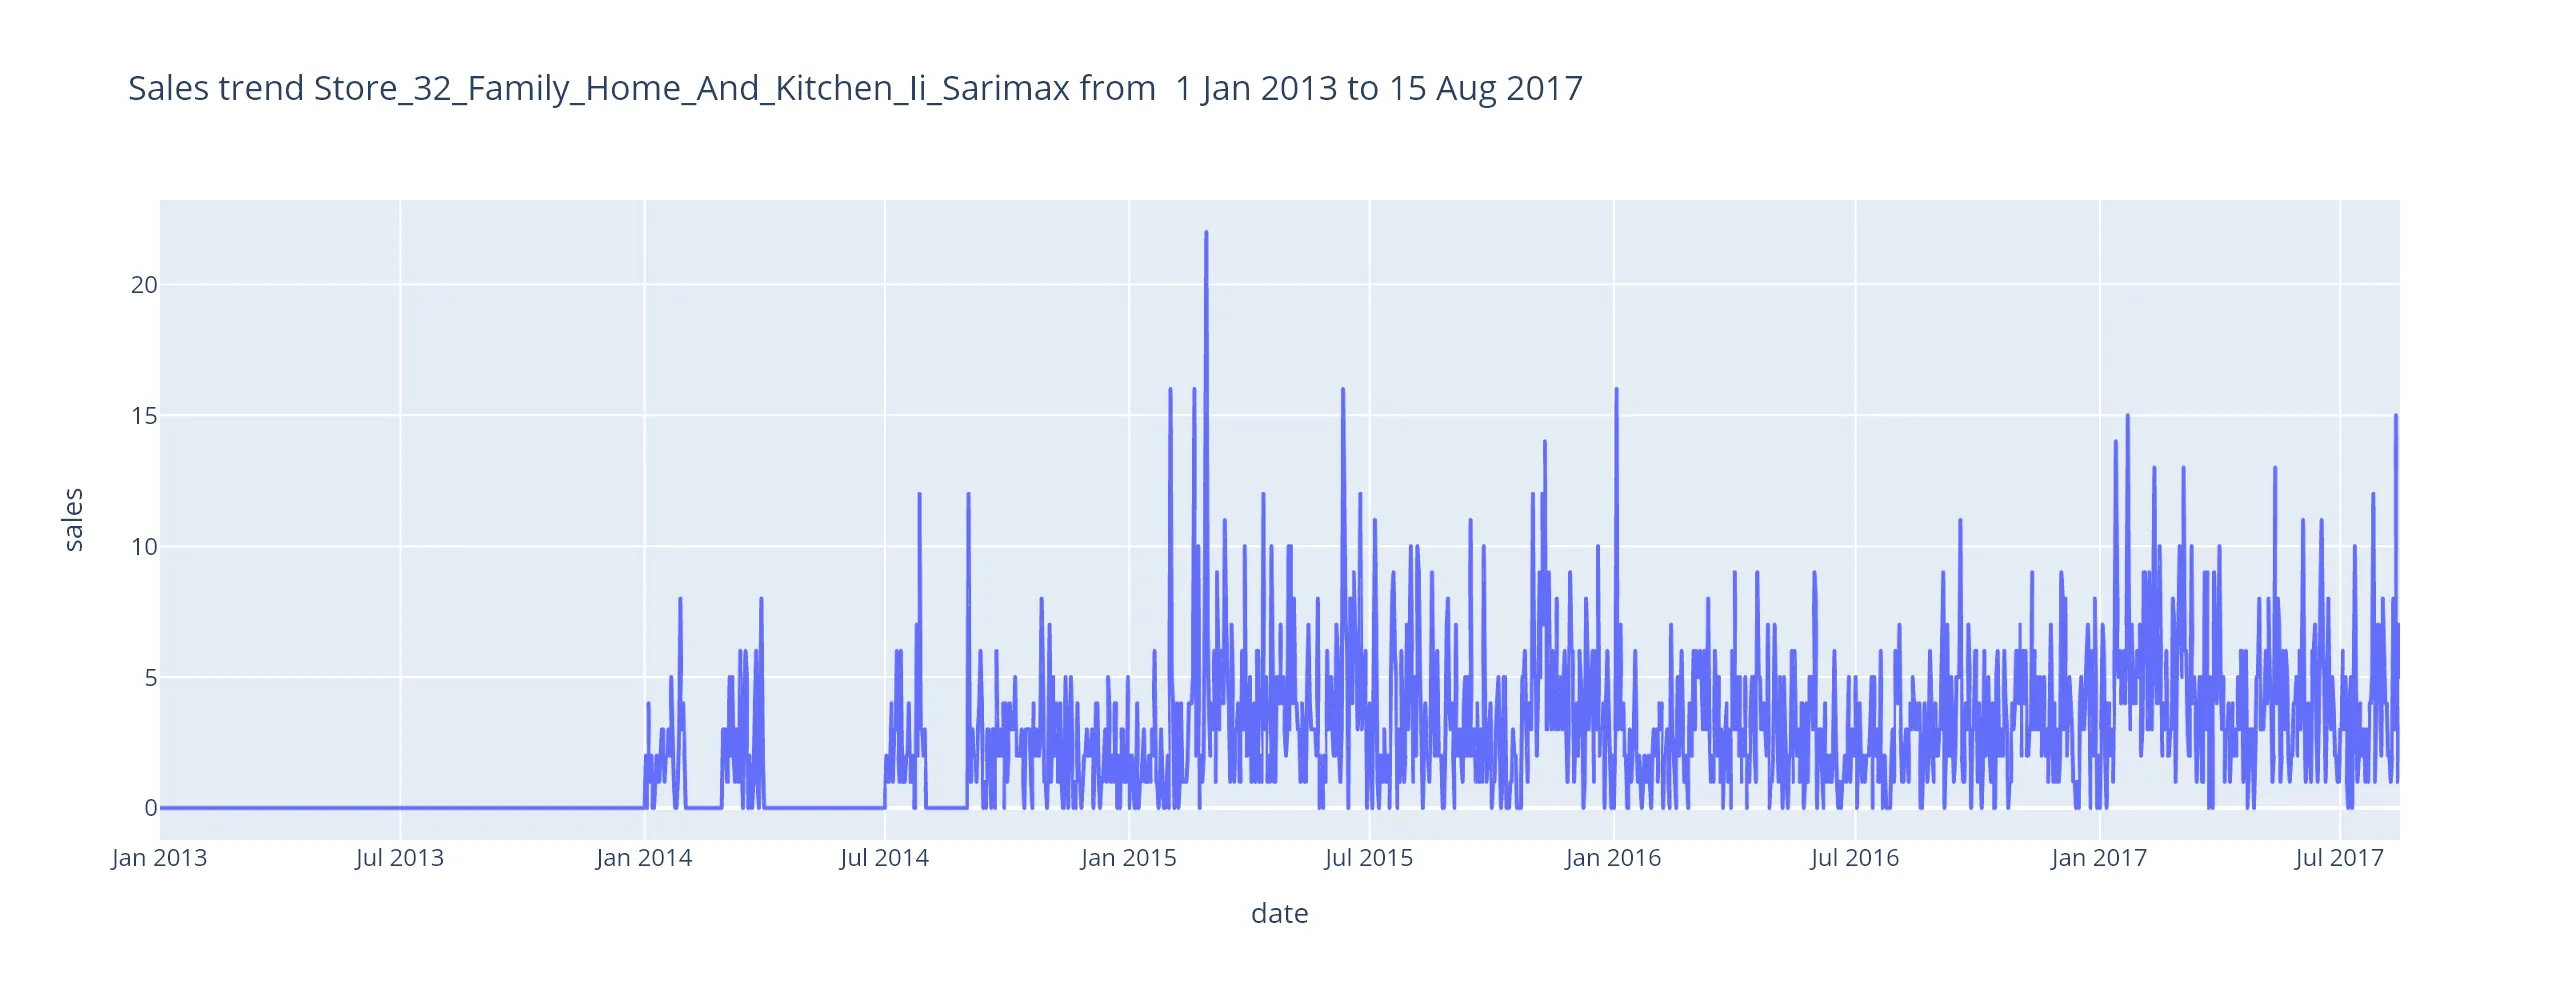 Sales trend Store_32_Family_Home_And_Kitchen_Ii_Sarimax from  1 Jan 2013 to 15 Aug 2017
sales
20
15
10
5
0
Jan 2013 Jul 2013 Jan 2014 Jul 2014 Jan 2015 Jul 2015 Jan 2016 Jul 2016 Jan 2017 Jul 2017
date